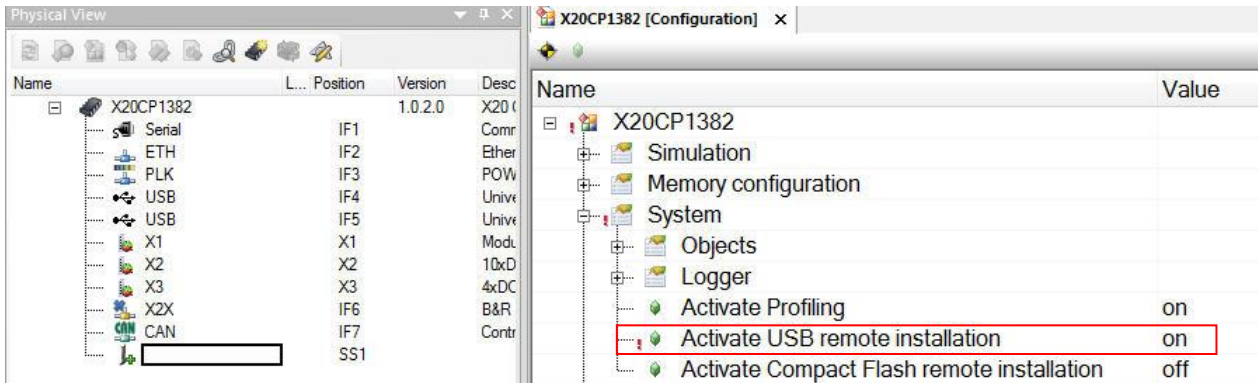 Physical View
Name L... Position Version Desc
X20CP1382 1.0.2.0 X20 (
Serial IF1 Comr
ETH IF2 Ether
PLK IF3 POW
USB IF4 Unive
USB IF5 Unive
X1 X1 Modu
X2 X2 10xD
X3 X3 4xDC
X2X IF6 B&R
CAN IF7 Contr
SS1
X20CP1382 [Configuration] x
Name Value
X20CP1382
Simulation
Memory configuration
System
Objects
Logger
Activate Profiling on
Activate USB remote installation on
Activate Compact Flash remote installation off